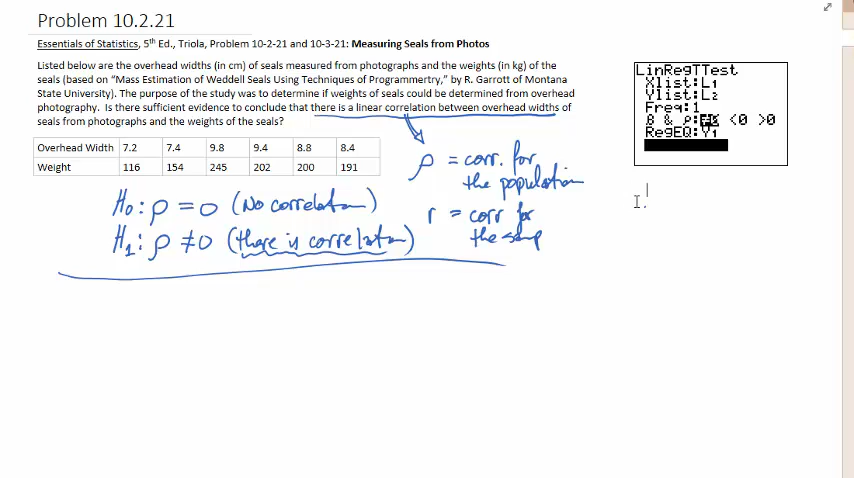 Problem 10.2.21
Essentials of Statistics, 5th Ed., Triola, Problem 10-2-21 and 10-3-21: Measuring Seals from Photos
Listed below are the overhead widths (in cm) of seals measured from photographs and the weights (in kg) of the
seals (based on “Mass Estimation of Weddell Seals Using Techniques of Programmertry,” by R. Garrott of Montana
State University). The purpose of the study was to determine if weights of seals could be determined from overhead
photography. Is there sufficient evidence to conclude that there is a linear correlation between overhead widths of
seals from photographs and the weights of the seals?
Overhead Width 7.2 7.4 9.8 9.4 8.8 8.4
Weight 116 154 245 202 200 191
H0: ρ = 0 (No correlation)
H1: ρ ≠ 0 (there is correlation)
ρ = corr. for
the population
r = corr for
the samp
LinRegTTest
Xlist:L1
Ylist:L2
Freq:1
β & ρ:≠0 <0 >0
RegEQ:Y1